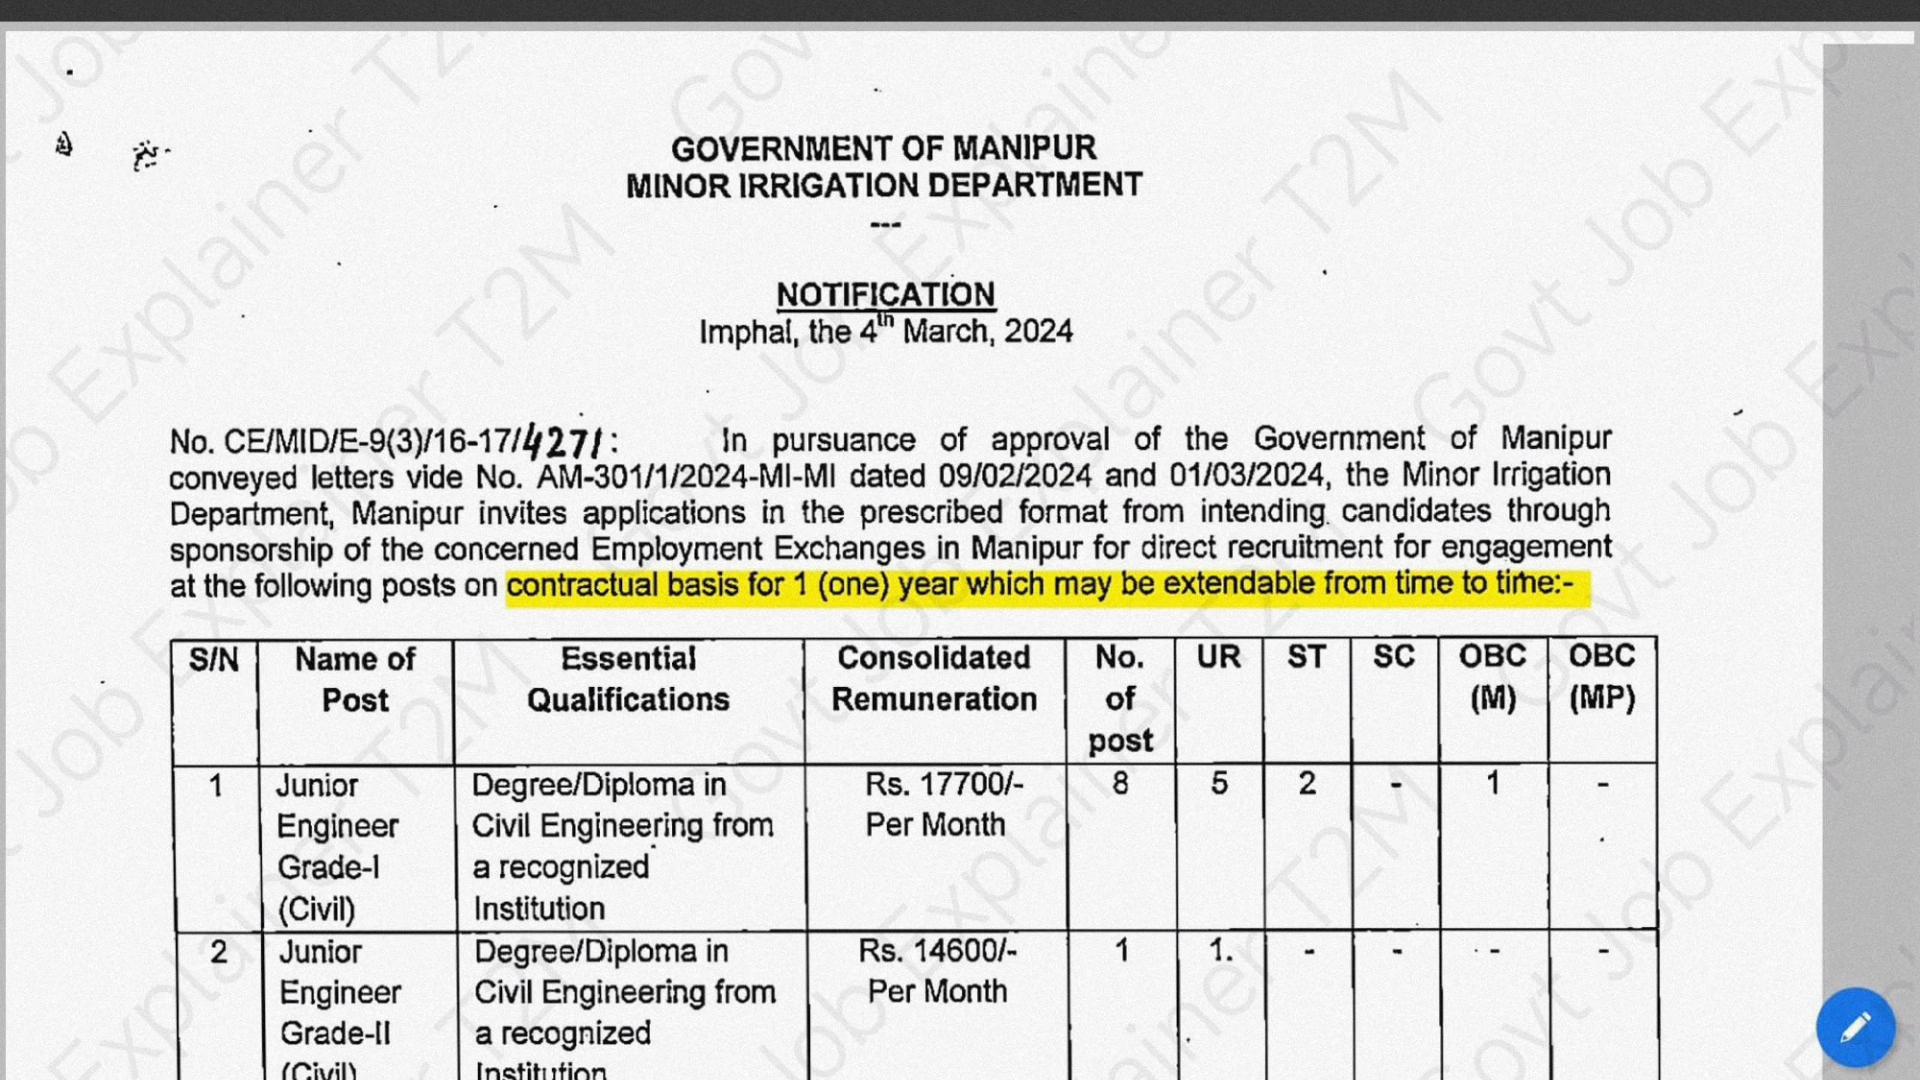 GOVERNMENT OF MANIPUR
MINOR IRRIGATION DEPARTMENT
---
NOTIFICATION
Imphal, the 4th March, 2024
No. CE/MID/E-9(3)/16-17/4271: In pursuance of approval of the Government of Manipur
conveyed letters vide No. AM-301/1/2024-MI-MI dated 09/02/2024 and 01/03/2024, the Minor Irrigation
Department, Manipur invites applications in the prescribed format from intending candidates through
sponsorship of the concerned Employment Exchanges in Manipur for direct recruitment for engagement
at the following posts on contractual basis for 1 (one) year which may be extendable from time to time:-
S/N Name of Essential Consolidated No. UR ST SC OBC OBC
Post Qualifications Remuneration of (M) (MP)
post
1 Junior Degree/Diploma in Rs. 17700/- 8 5 2 - 1 -
Engineer Civil Engineering from Per Month
Grade-I a recognized
(Civil) Institution
2 Junior Degree/Diploma in Rs. 14600/- 1 1. - - - -
Engineer Civil Engineering from Per Month
Grade-II a recognized
(Civil) Institution
Govt Job Explainer T2M